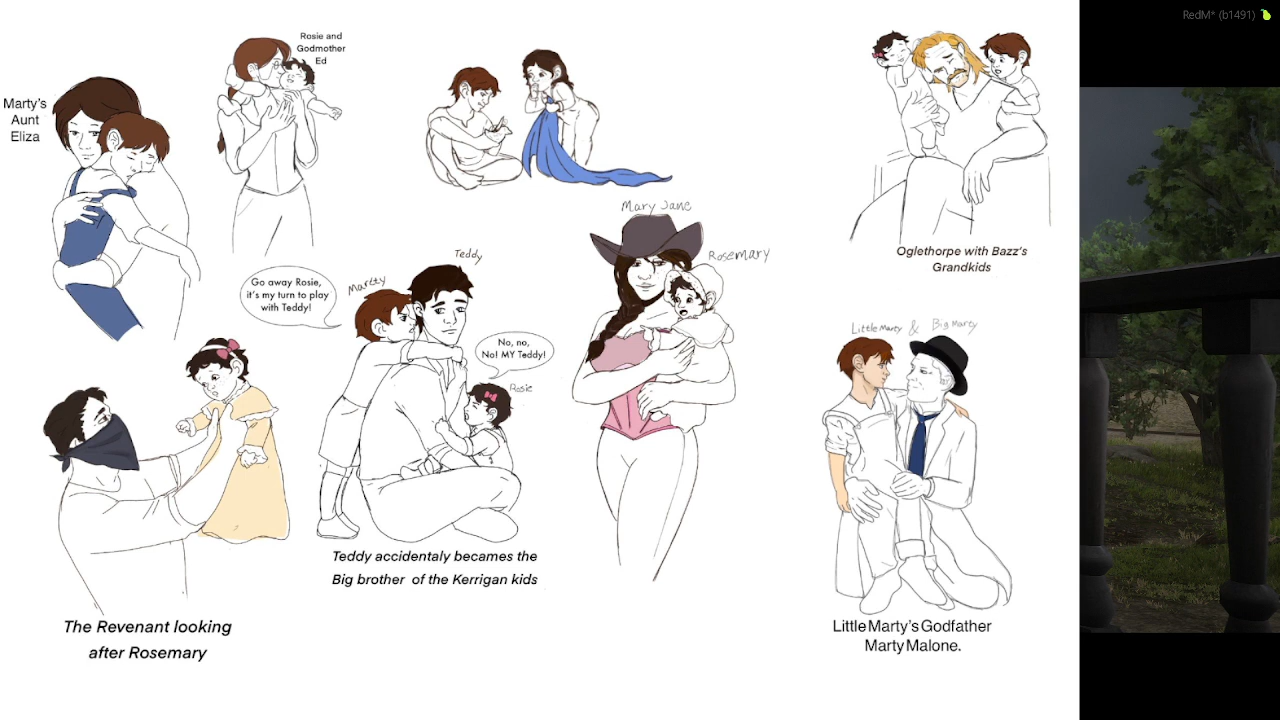 RedM* (b1491)
Rosie and
Godmother
Ed
Marty's
Aunt
Eliza
Oglethorpe with Bazz's
Grandkids
Mary Jane
Rosemary
Go away Rosie,
it's my turn to play
with Teddy!
Martty
Teddy
No, no,
No! MY Teddy!
Rosie
Teddy accidentaly becames the
Big brother of the Kerrigan kids
Little Marty & Big Marty
The Revenant looking
after Rosemary
Little Marty's Godfather
Marty Malone.